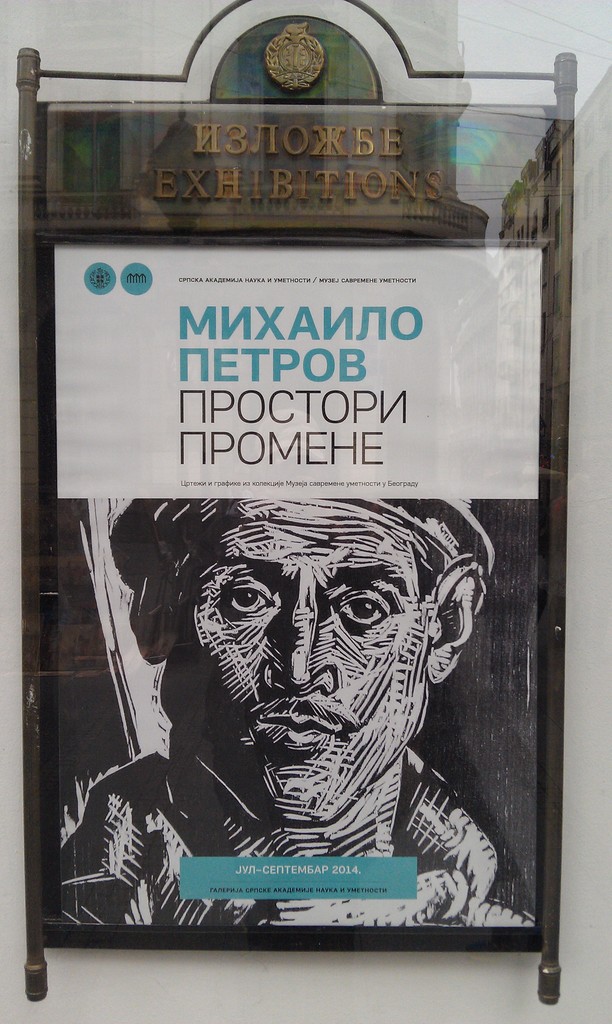 ИЗЛОЖБЕ
EXHIBITIONS
СРПСКА АКАДЕМИЈА НАУКА И УМЕТНОСТИ / МУЗЕЈ САВРЕМЕНЕ УМЕТНОСТИ
МИХАИЛО
ПЕТРОВ
ПРОСТОРИ
ПРОМЕНЕ
Цртежи и графике из колекције Музеја савремене уметности у Београду
ЈУЛ–СЕПТЕМБАР 2014.
ГАЛЕРИЈА СРПСКЕ АКАДЕМИЈЕ НАУКА И УМЕТНОСТИ